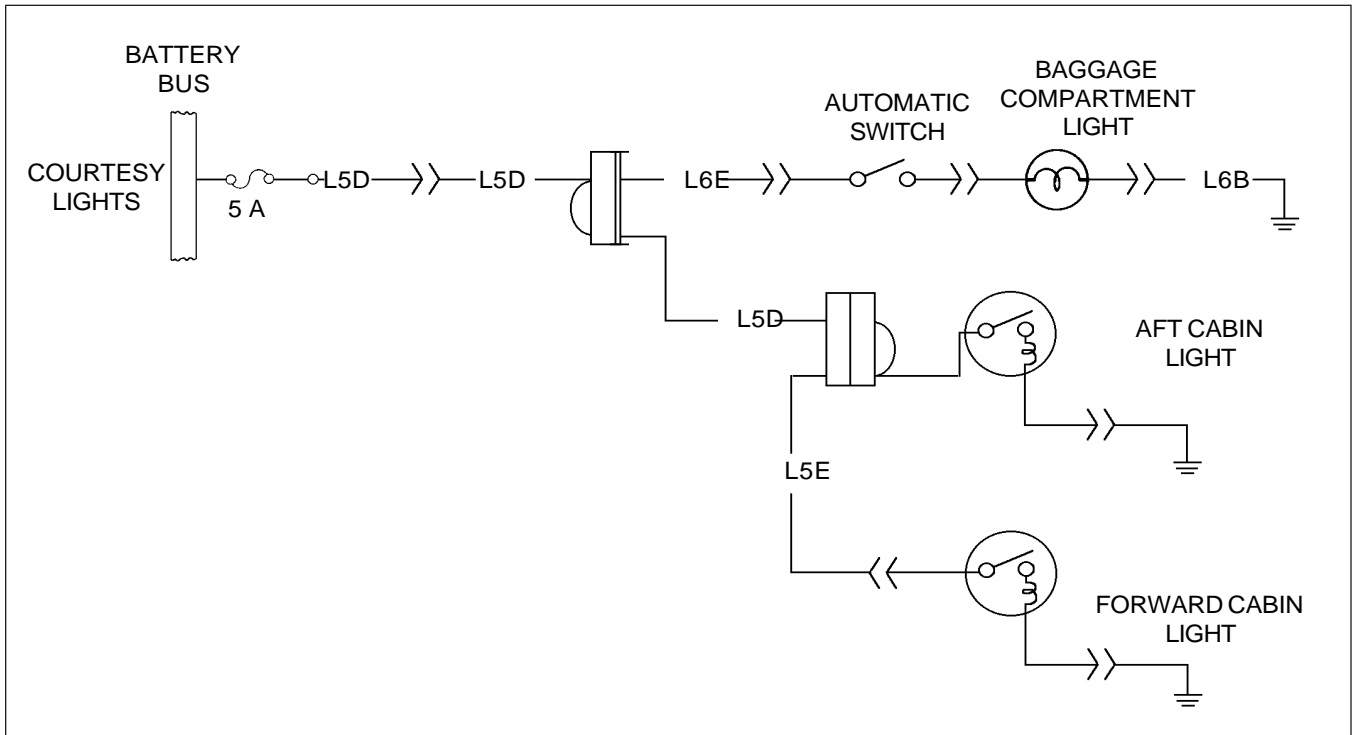 BATTERY
BUS
COURTESY
LIGHTS
5 A
L5D
L5D
L6E
AUTOMATIC
SWITCH
BAGGAGE
COMPARTMENT
LIGHT
L6B
L5D
AFT CABIN
LIGHT
L5E
FORWARD CABIN
LIGHT